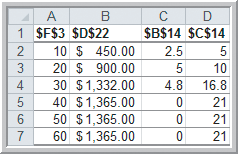 A B C D
1 $F$3 $D$22 $B$14 $C$14
2 10 $ 450.00 2.5 5
3 20 $ 900.00 5 10
4 30 $1,332.00 4.8 16.8
5 40 $1,365.00 0 21
6 50 $1,365.00 0 21
7 60 $1,365.00 0 21